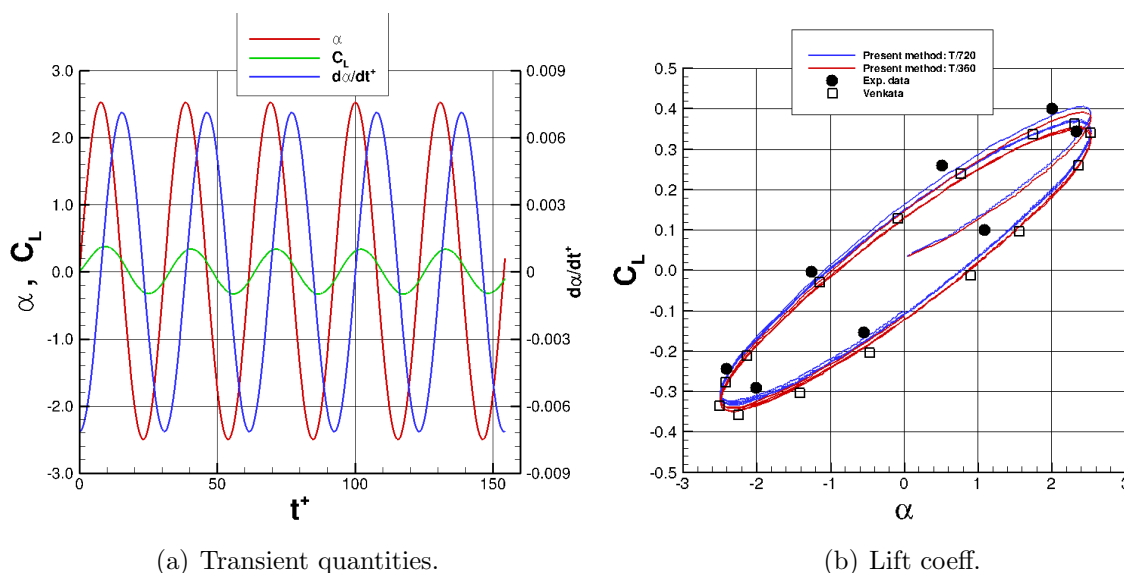 α
C_L
dα/dt⁺
3.0
2.0
1.0
0.0
-1.0
-2.0
-3.0
α , C_L
0.009
0.006
0.003
0
-0.003
-0.006
-0.009
dα/dt⁺
0
50
100
150
t⁺
(a) Transient quantities.
Present method: T/720
Present method: T/360
Exp. data
Venkata
0.5
0.4
0.3
0.2
0.1
0.0
-0.1
-0.2
-0.3
-0.4
-0.5
C_L
-3
-2
-1
0
1
2
3
α
(b) Lift coeff.